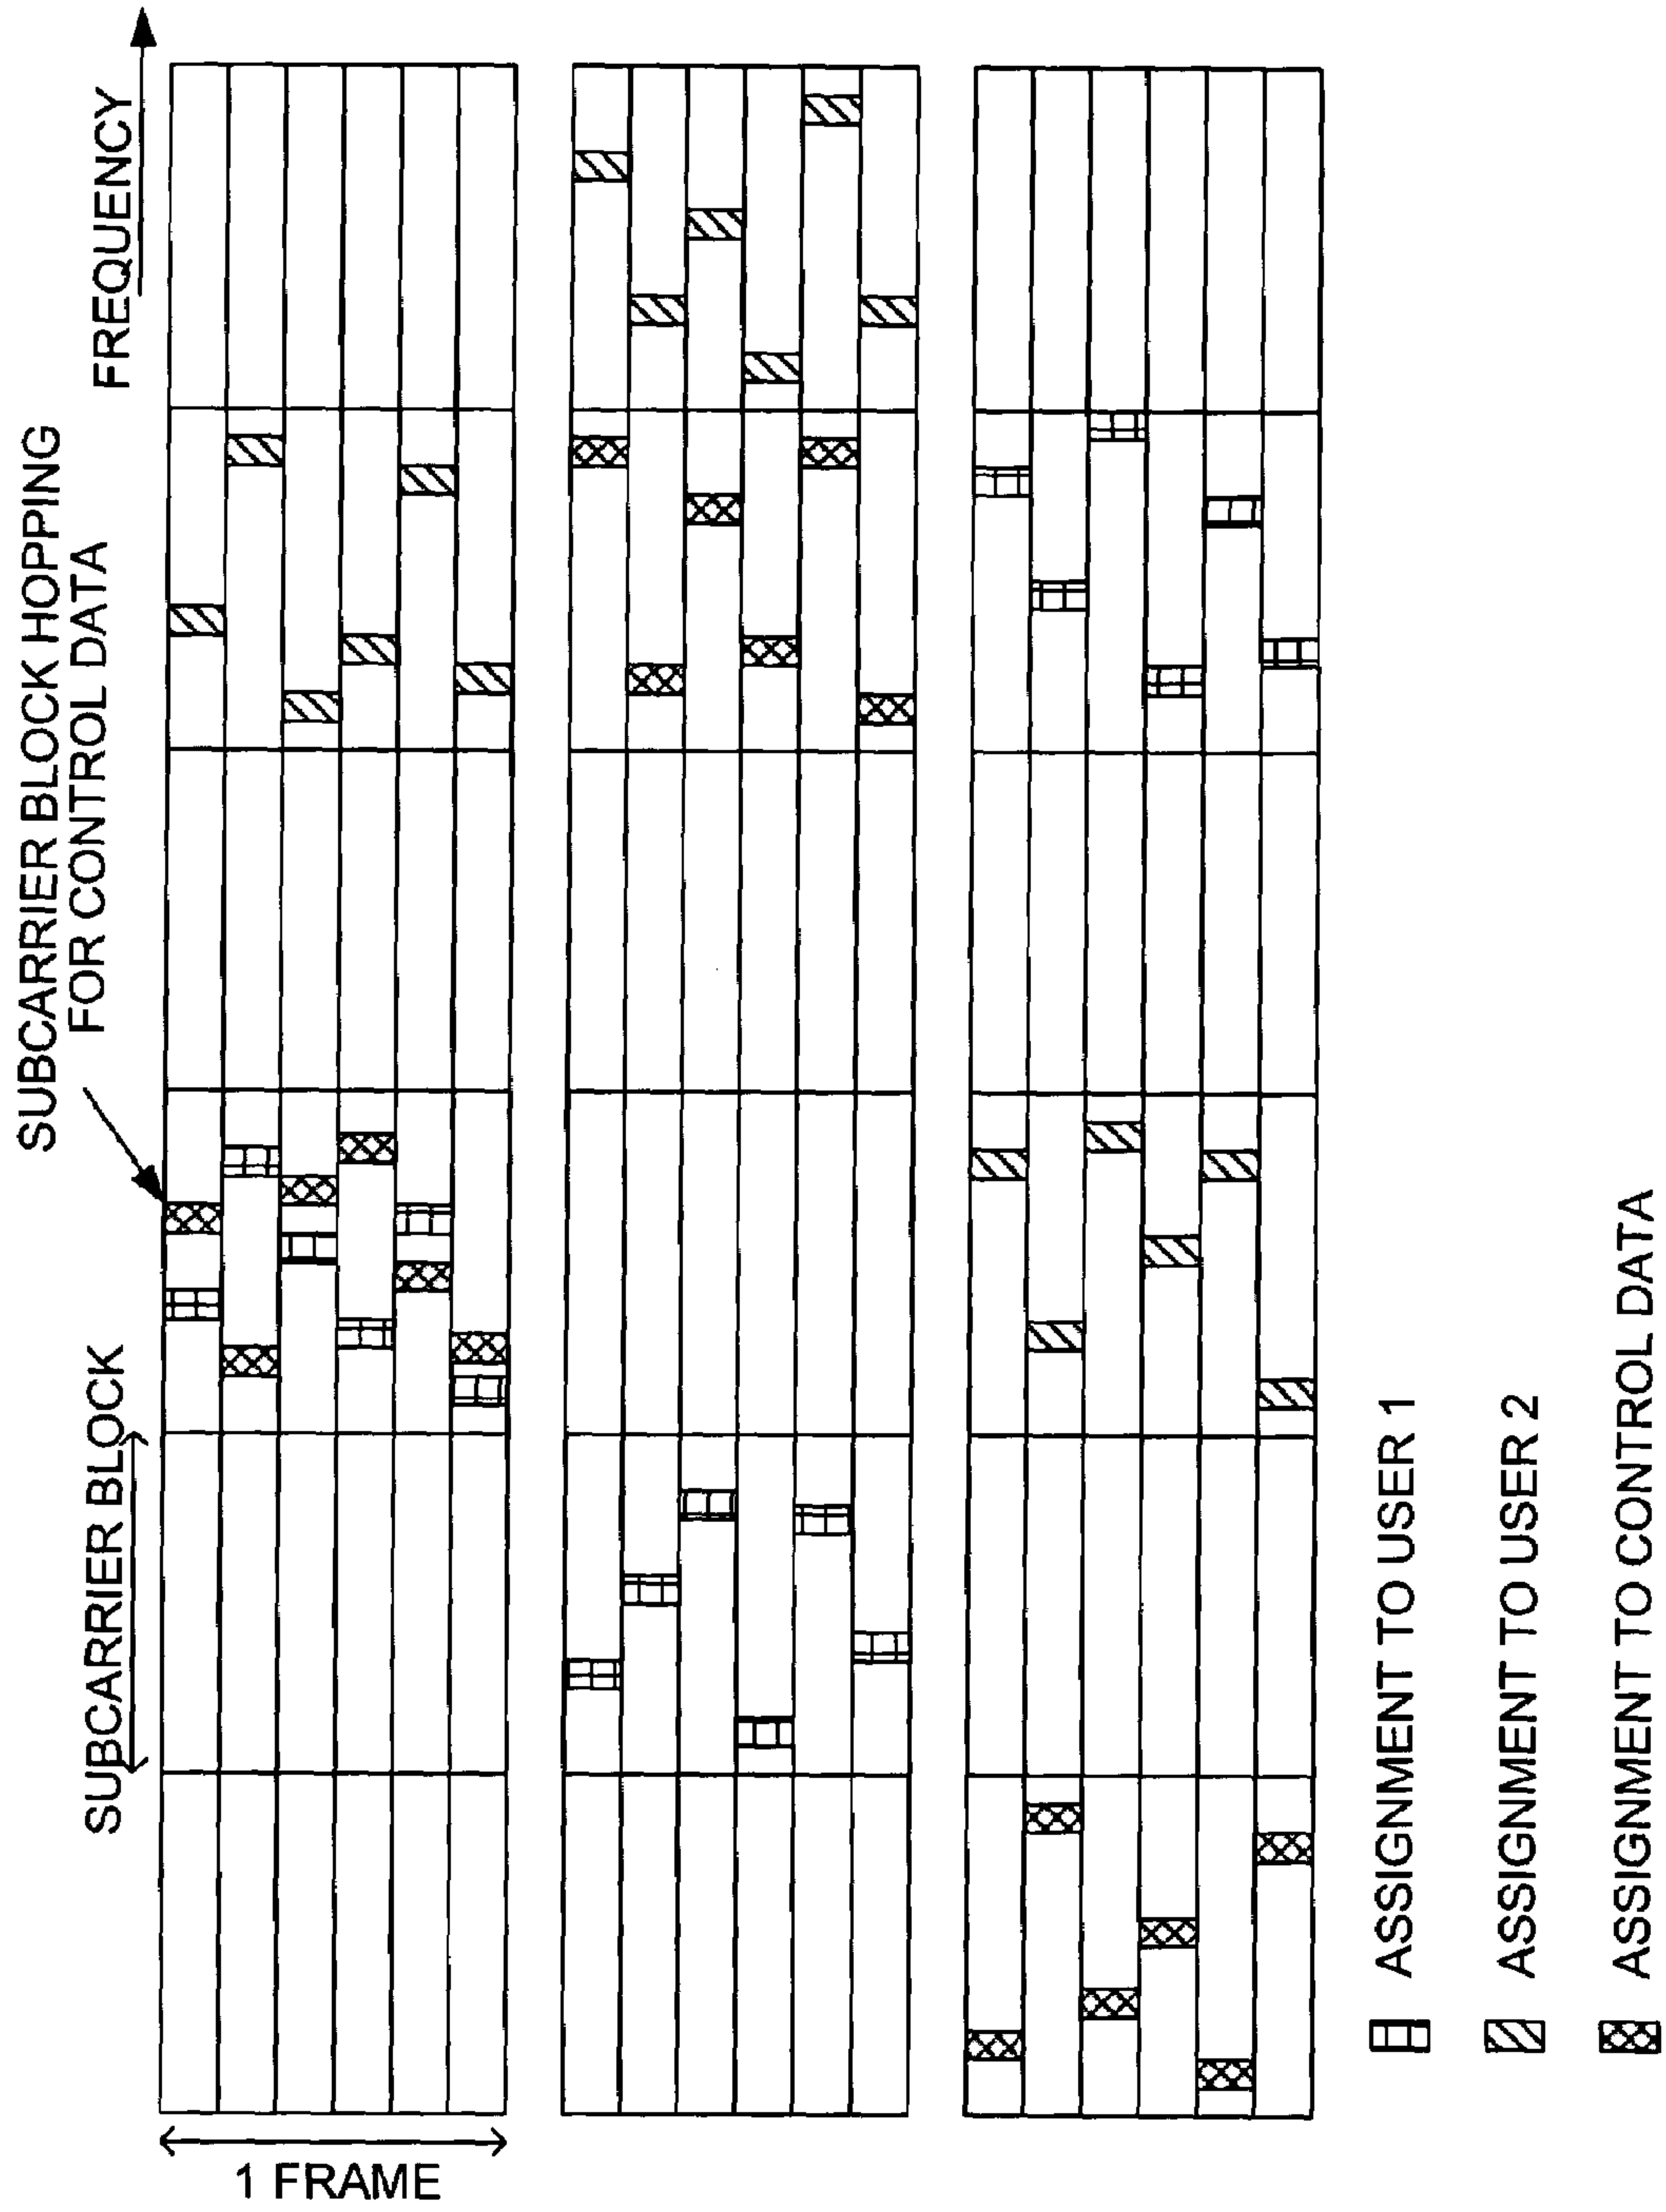 FREQUENCY
SUBCARRIER BLOCK HOPPING
FOR CONTROL DATA
SUBCARRIER BLOCK
1 FRAME
ASSIGNMENT TO USER 1
ASSIGNMENT TO USER 2
ASSIGNMENT TO CONTROL DATA